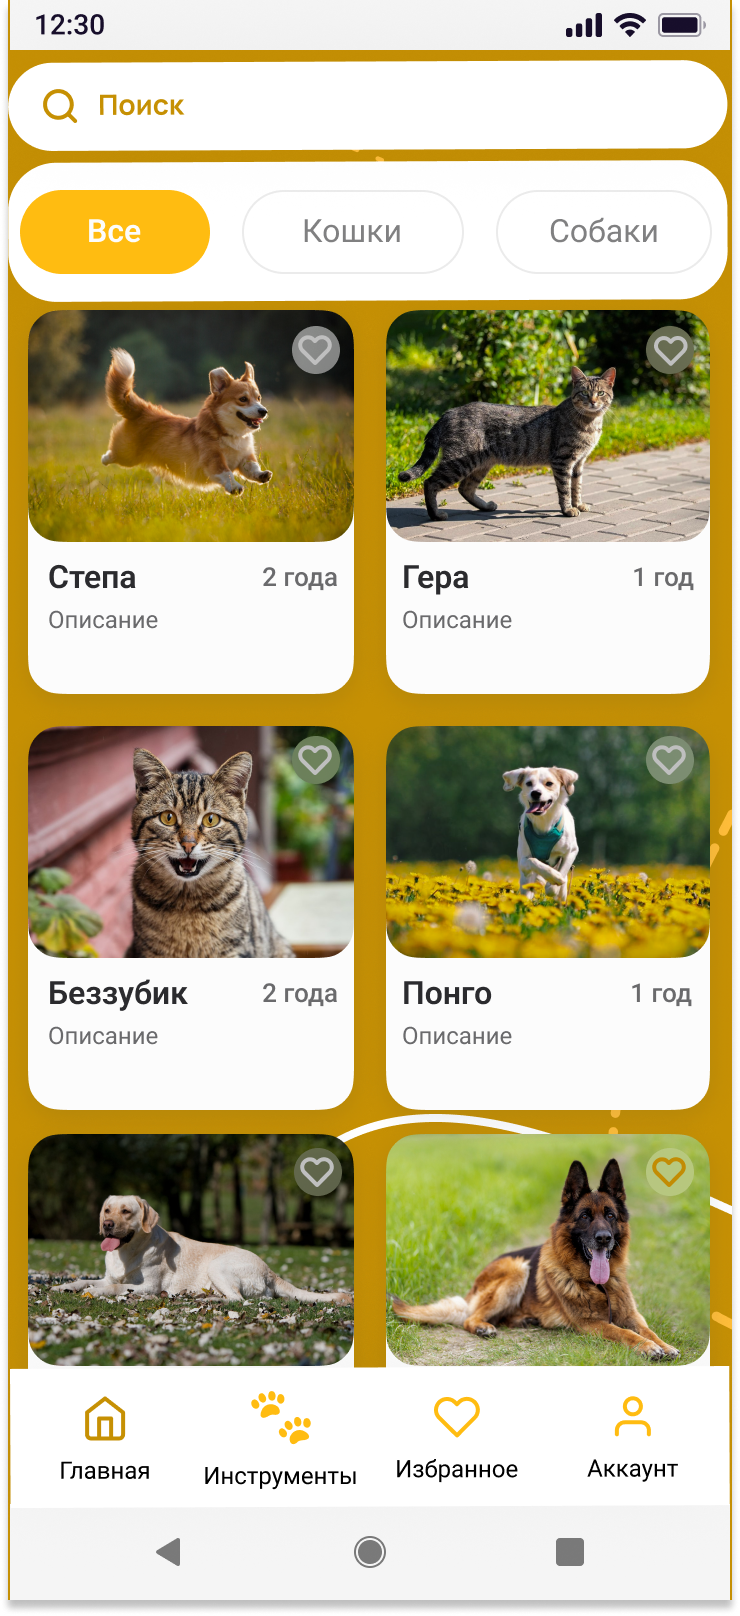 12:30
Поиск
Все Кошки Собаки
Степа 2 года
Описание
Гера 1 год
Описание
Беззубик 2 года
Описание
Понго 1 год
Описание
Главная Инструменты Избранное Аккаунт